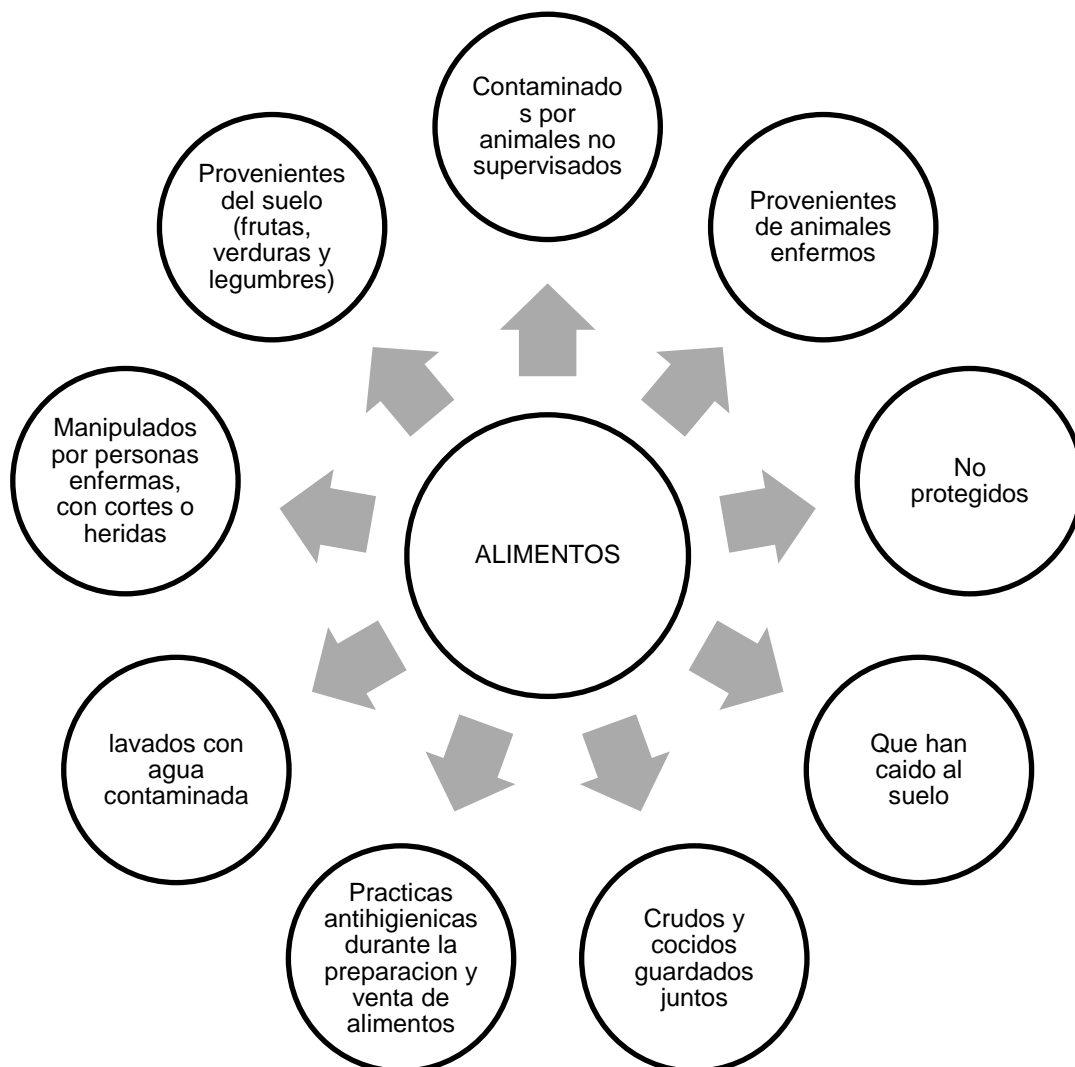 Contaminado
s por
animales no
supervisados
Provenientes
de animales
enfermos
No
protegidos
Que han
caido al
suelo
Crudos y
cocidos
guardados
juntos
Practicas
antihigienicas
durante la
preparacion y
venta de
alimentos
lavados con
agua
contaminada
Manipulados
por personas
enfermas,
con cortes o
heridas
Provenientes
del suelo
(frutas,
verduras y
legumbres)
ALIMENTOS